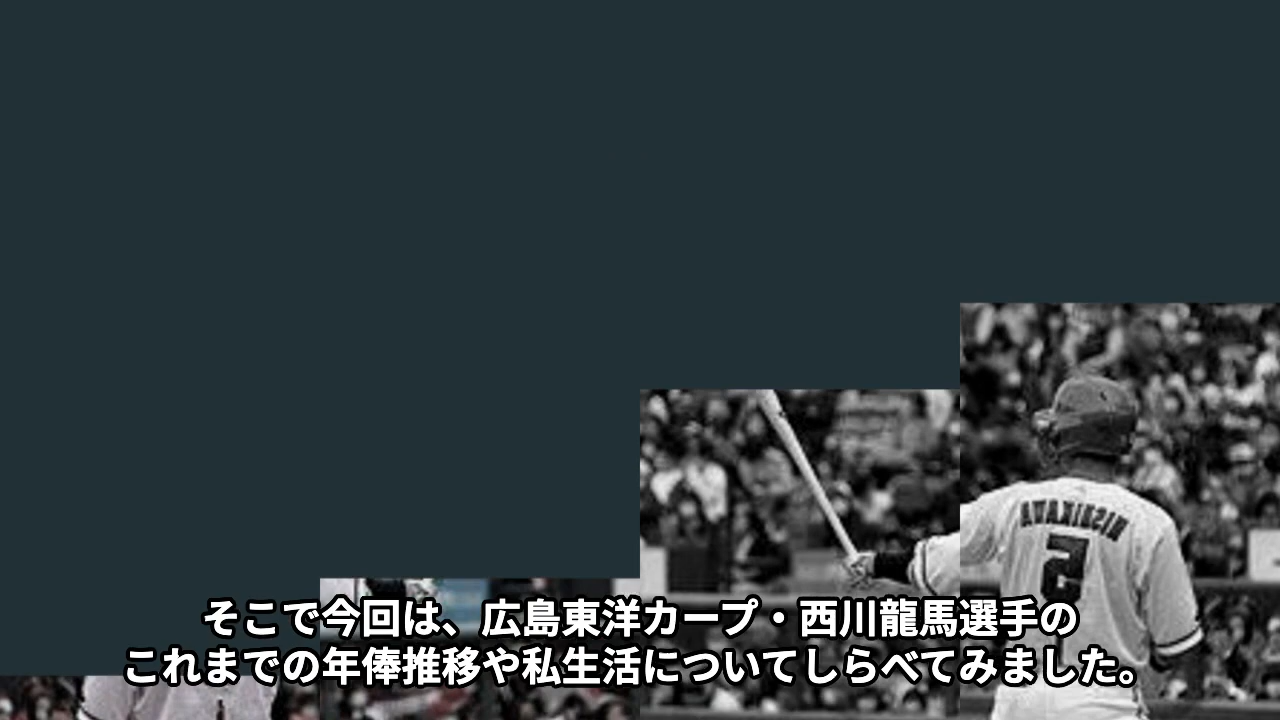 NISHIKAWA
5
そこで今回は、広島東洋カープ・西川龍馬選手の
これまでの年俸推移や私生活についてしらべてみました。